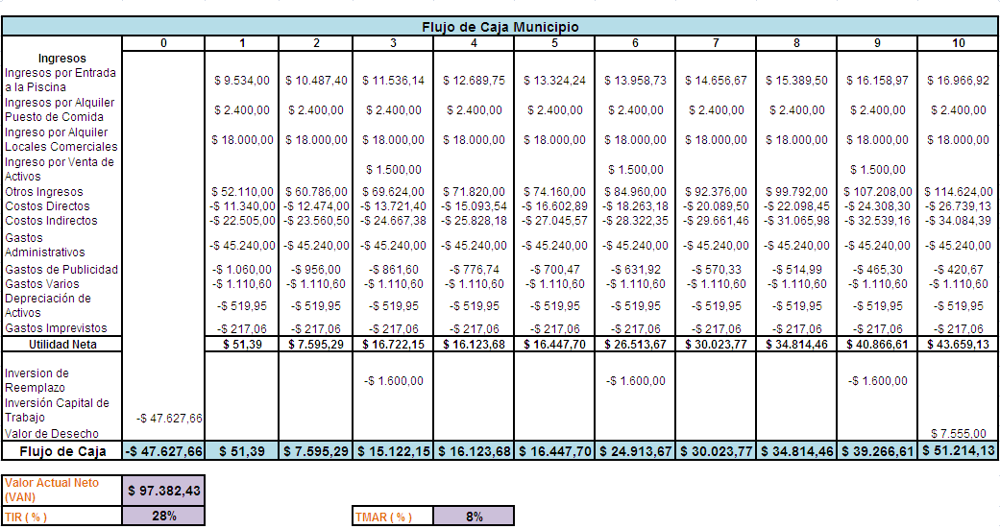 Flujo de Caja Municipio
0 1 2 3 4 5 6 7 8 9 10
Ingresos
Ingresos por Entrada
a la Piscina $ 9.534,00 $ 10.487,40 $ 11.536,14 $ 12.689,75 $ 13.324,24 $ 13.958,73 $ 14.656,67 $ 15.389,50 $ 16.158,97 $ 16.966,92
Ingresos por Alquiler
Puesto de Comida $ 2.400,00 $ 2.400,00 $ 2.400,00 $ 2.400,00 $ 2.400,00 $ 2.400,00 $ 2.400,00 $ 2.400,00 $ 2.400,00 $ 2.400,00
Ingreso por Alquiler
Locales Comerciales $ 18.000,00 $ 18.000,00 $ 18.000,00 $ 18.000,00 $ 18.000,00 $ 18.000,00 $ 18.000,00 $ 18.000,00 $ 18.000,00 $ 18.000,00
Ingreso por Venta de
Activos $ 1.500,00 $ 1.500,00 $ 1.500,00
Otros Ingresos $ 52.110,00 $ 60.786,00 $ 69.624,00 $ 71.820,00 $ 74.160,00 $ 84.960,00 $ 92.376,00 $ 99.792,00 $ 107.208,00 $ 114.624,00
Costos Directos -$ 11.340,00 -$ 12.474,00 -$ 13.721,40 -$ 15.093,54 -$ 16.602,89 -$ 18.263,18 -$ 20.089,50 -$ 22.098,45 -$ 24.308,30 -$ 26.739,13
Costos Indirectos -$ 22.505,00 -$ 23.560,50 -$ 24.667,38 -$ 25.828,18 -$ 27.045,57 -$ 28.322,35 -$ 29.661,46 -$ 31.065,98 -$ 32.539,16 -$ 34.084,39
Gastos
Administrativos -$ 45.240,00 -$ 45.240,00 -$ 45.240,00 -$ 45.240,00 -$ 45.240,00 -$ 45.240,00 -$ 45.240,00 -$ 45.240,00 -$ 45.240,00 -$ 45.240,00
Gastos de Publicidad -$ 1.060,00 -$ 956,00 -$ 861,60 -$ 776,74 -$ 700,47 -$ 631,92 -$ 570,33 -$ 514,99 -$ 465,30 -$ 420,67
Gastos Varios -$ 1.110,60 -$ 1.110,60 -$ 1.110,60 -$ 1.110,60 -$ 1.110,60 -$ 1.110,60 -$ 1.110,60 -$ 1.110,60 -$ 1.110,60 -$ 1.110,60
Depreciación de
Activos -$ 519,95 -$ 519,95 -$ 519,95 -$ 519,95 -$ 519,95 -$ 519,95 -$ 519,95 -$ 519,95 -$ 519,95 -$ 519,95
Gastos Imprevistos -$ 217,06 -$ 217,06 -$ 217,06 -$ 217,06 -$ 217,06 -$ 217,06 -$ 217,06 -$ 217,06 -$ 217,06 -$ 217,06
Utilidad Neta $ 51,39 $ 7.595,29 $ 16.722,15 $ 16.123,68 $ 16.447,70 $ 26.513,67 $ 30.023,77 $ 34.814,46 $ 40.866,61 $ 43.659,13
Inversion de
Reemplazo -$ 1.600,00 -$ 1.600,00 -$ 1.600,00
Inversión Capital de
Trabajo -$ 47.627,66
Valor de Desecho $ 7.555,00
Flujo de Caja -$ 47.627,66 $ 51,39 $ 7.595,29 $ 15.122,15 $ 16.123,68 $ 16.447,70 $ 24.913,67 $ 30.023,77 $ 34.814,46 $ 39.266,61 $ 51.214,13
Valor Actual Neto
(VAN) $ 97.382,43
TIR ( % ) 28% TMAR ( % ) 8%